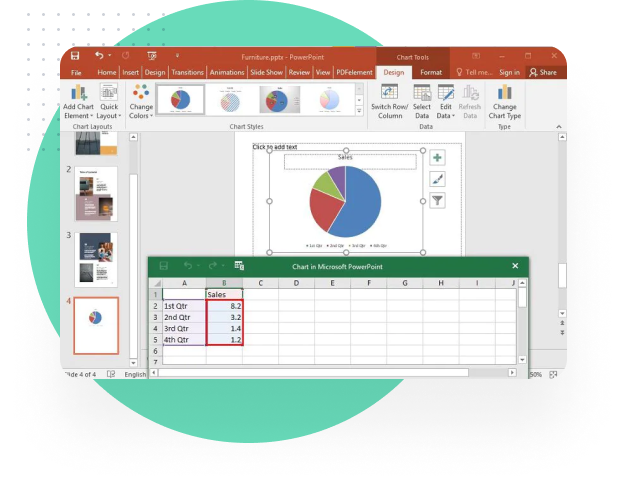 Furniture.pptx - PowerPoint
Chart Tools
File Home Insert Design Transitions Animations Slide Show Review View PDFelement Design Format Tell me... Sign in Share
Add Chart Element Quick Layout Change Colors Switch Row/ Column Select Data Edit Data Refresh Data Change Chart Type
Chart Layouts Chart Styles Data Type
2
3
4
Click to add text
Sales
1st Qtr 2nd Qtr 3rd Qtr 4th Qtr
Chart in Microsoft PowerPoint
A B C D E F G H I J
1 Sales
2 1st Qtr 8.2
3 2nd Qtr 3.2
4 3rd Qtr 1.4
5 4th Qtr 1.2
6
7
lide 4 of 4 English 50%